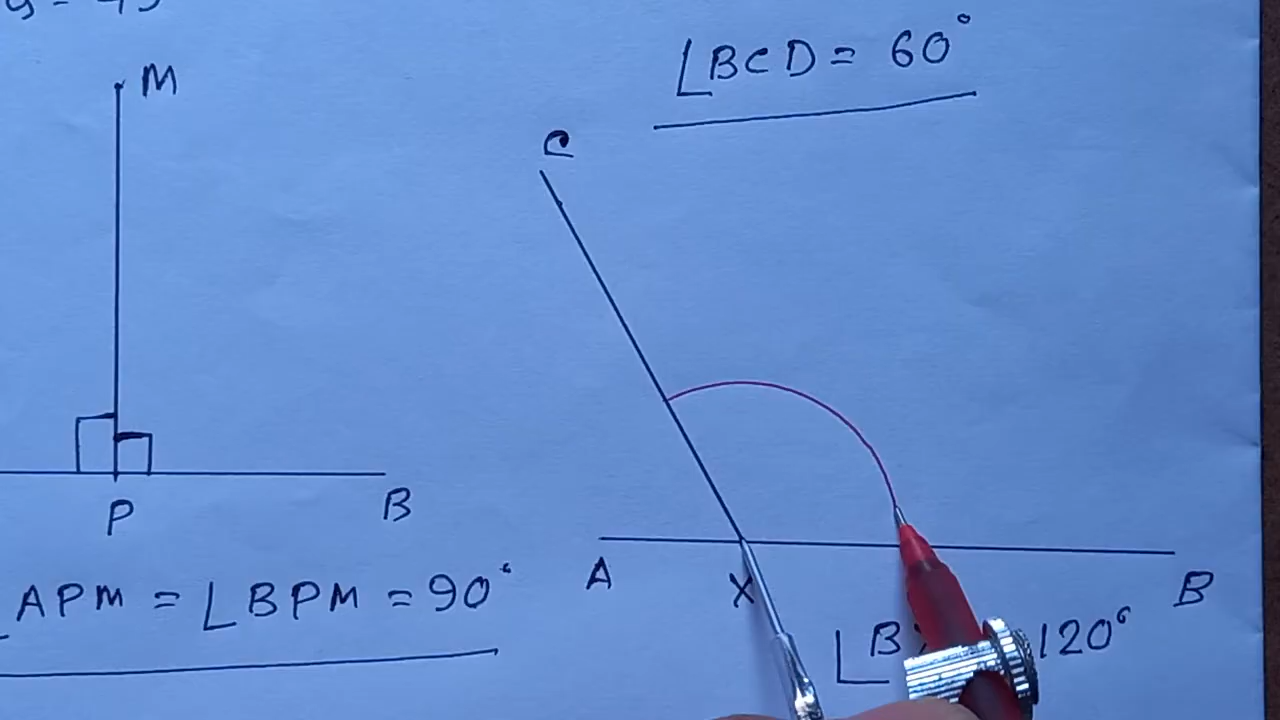 ∠BCD = 60°
M
C
P
B
A
X
B
∠APM = ∠BPM = 90°
120°